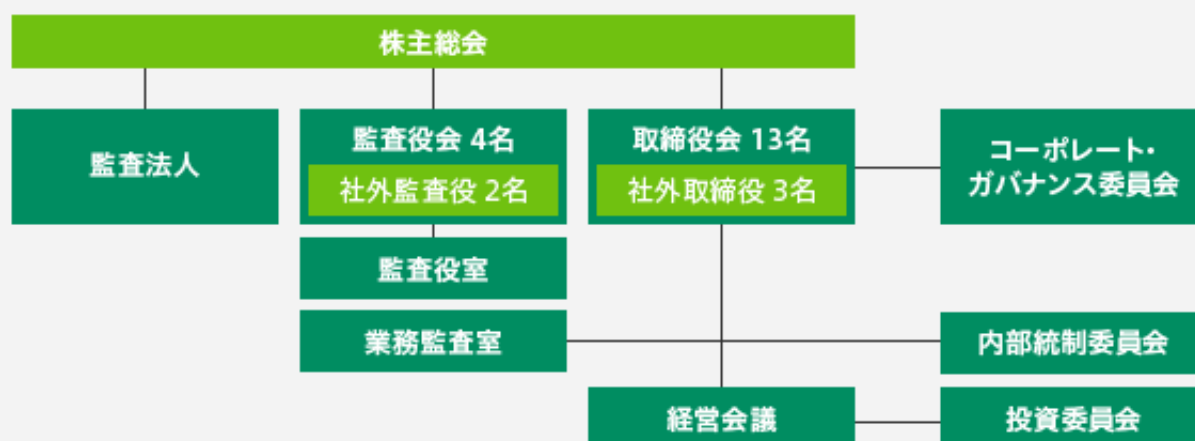 株主総会
監査法人
監査役会 4名
社外監査役 2名
取締役会 13名
社外取締役 3名
コーポレート・
ガバナンス委員会
監査役室
業務監査室
内部統制委員会
経営会議
投資委員会